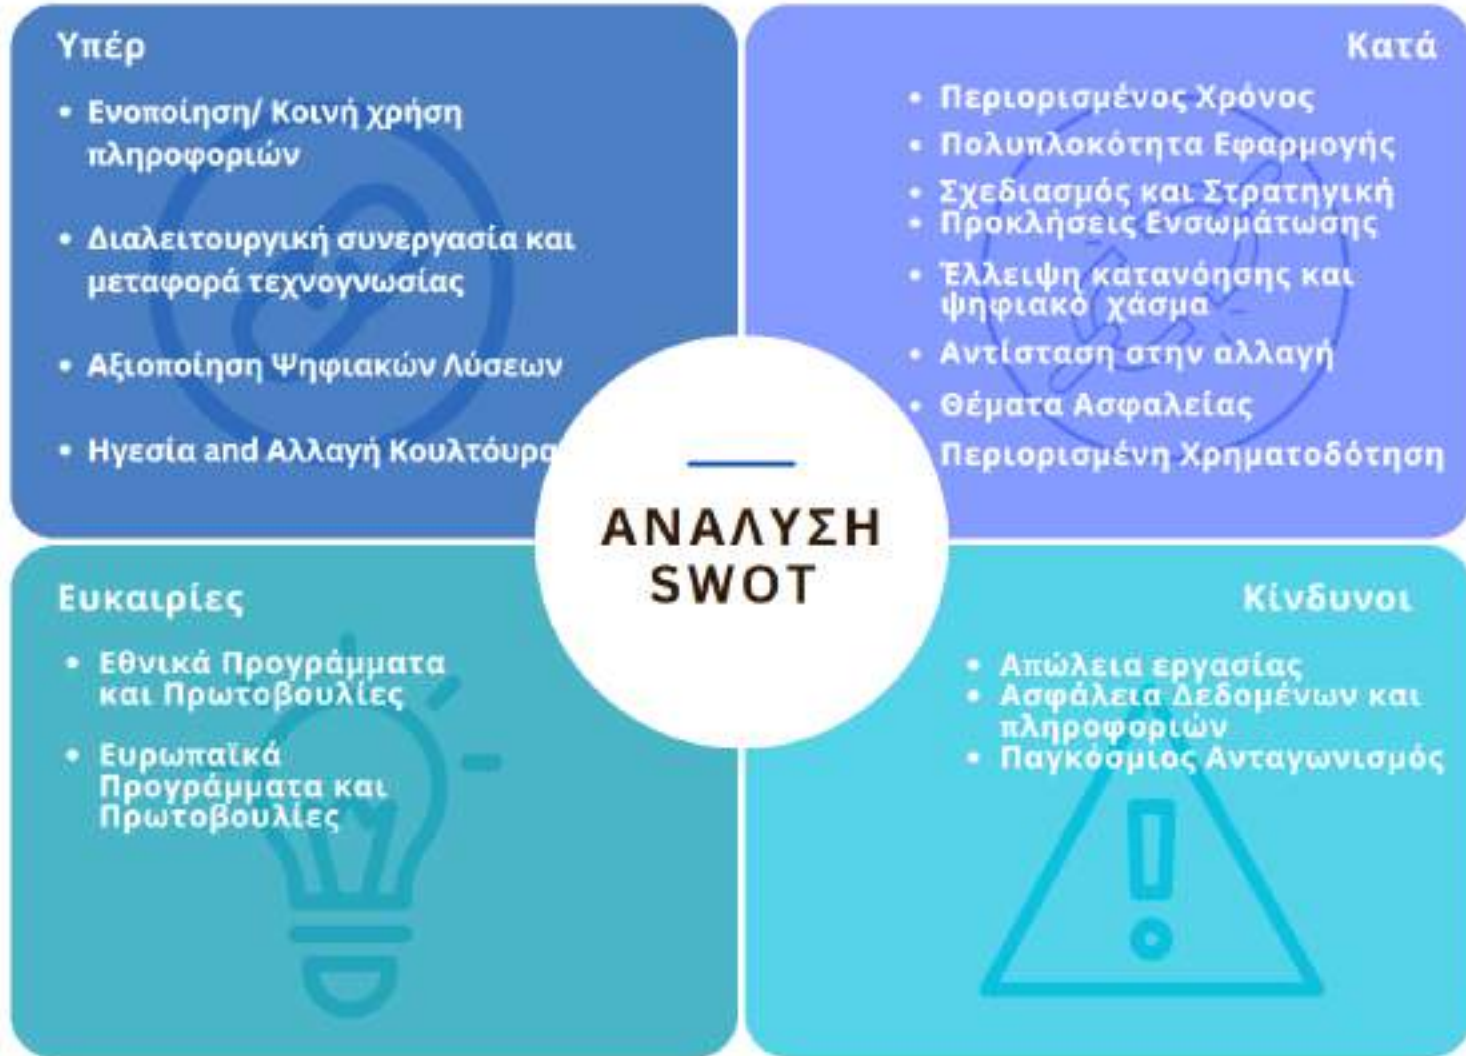 Υπέρ
• Ενοποίηση/ Κοινή χρήση
πληροφοριών
• Διαλειτουργική συνεργασία και
μεταφορά τεχνογνωσίας
• Αξιοποίηση Ψηφιακών Λύσεων
• Ηγεσία and Αλλαγή Κουλτόυρα
Κατά
• Περιορισμένος Χρόνος
• Πολυπλοκότητα Εφαρμογής
• Σχεδιασμός και Στρατηγική
• Προκλήσεις Ενσωμάτωσης
• Έλλειψη κατανόησης και
ψηφιακό χάσμα
• Αντίσταση στην αλλαγή
• Θέματα Ασφαλείας
Περιορισμένη Χρηματοδότηση
ΑΝΑΛΥΣΗ
SWOT
Ευκαιρίες
• Εθνικά Προγράμματα
και Πρωτοβουλίες
• Ευρωπαϊκά
Προγράμματα και
Πρωτοβουλίες
Κίνδυνοι
• Απώλεια εργασίας
• Ασφάλεια Δεδομένων και
πληροφοριών
• Παγκόσμιος Ανταγωνισμός